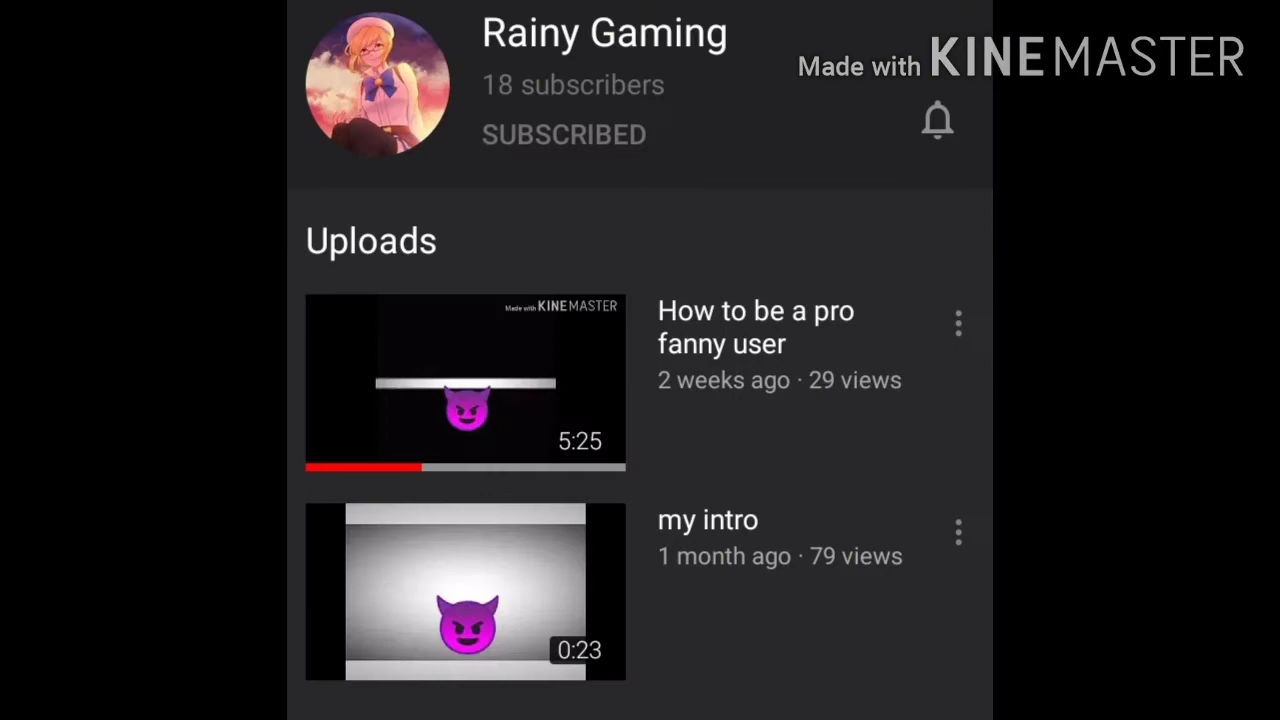 Rainy Gaming
Made with KINEMASTER
18 subscribers
SUBSCRIBED
Uploads
Made with KINEMASTER
5:25
How to be a pro
fanny user
2 weeks ago · 29 views
0:23
my intro
1 month ago · 79 views